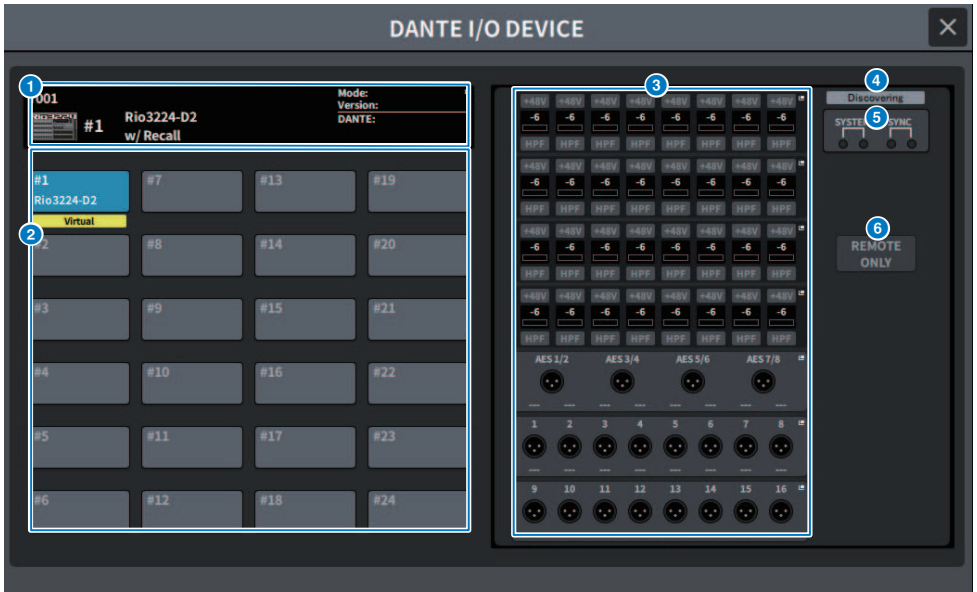 DANTE I/O DEVICE
1
001
#1
Rio3224-D2
w/ Recall
Mode:
Version:
DANTE:
2
#1
Rio3224-D2
Virtual
#7
#13
#19
#2
#8
#14
#20
#3
#9
#15
#21
#4
#10
#16
#22
#5
#11
#17
#23
#6
#12
#18
#24
3
+48V +48V +48V +48V +48V +48V +48V +48V
-6 -6 -6 -6 -6 -6 -6 -6
HPF HPF HPF HPF HPF HPF HPF HPF
+48V +48V +48V +48V +48V +48V +48V +48V
-6 -6 -6 -6 -6 -6 -6 -6
HPF HPF HPF HPF HPF HPF HPF HPF
+48V +48V +48V +48V +48V +48V +48V +48V
-6 -6 -6 -6 -6 -6 -6 -6
HPF HPF HPF HPF HPF HPF HPF HPF
+48V +48V +48V +48V +48V +48V +48V +48V
-6 -6 -6 -6 -6 -6 -6 -6
HPF HPF HPF HPF HPF HPF HPF HPF
AES 1/2 AES 3/4 AES 5/6 AES 7/8
--- --- --- --- --- --- --- ---
1 2 3 4 5 6 7 8
--- --- --- --- --- --- --- ---
9 10 11 12 13 14 15 16
4
Discovering
5
SYNC
6
REMOTE
ONLY